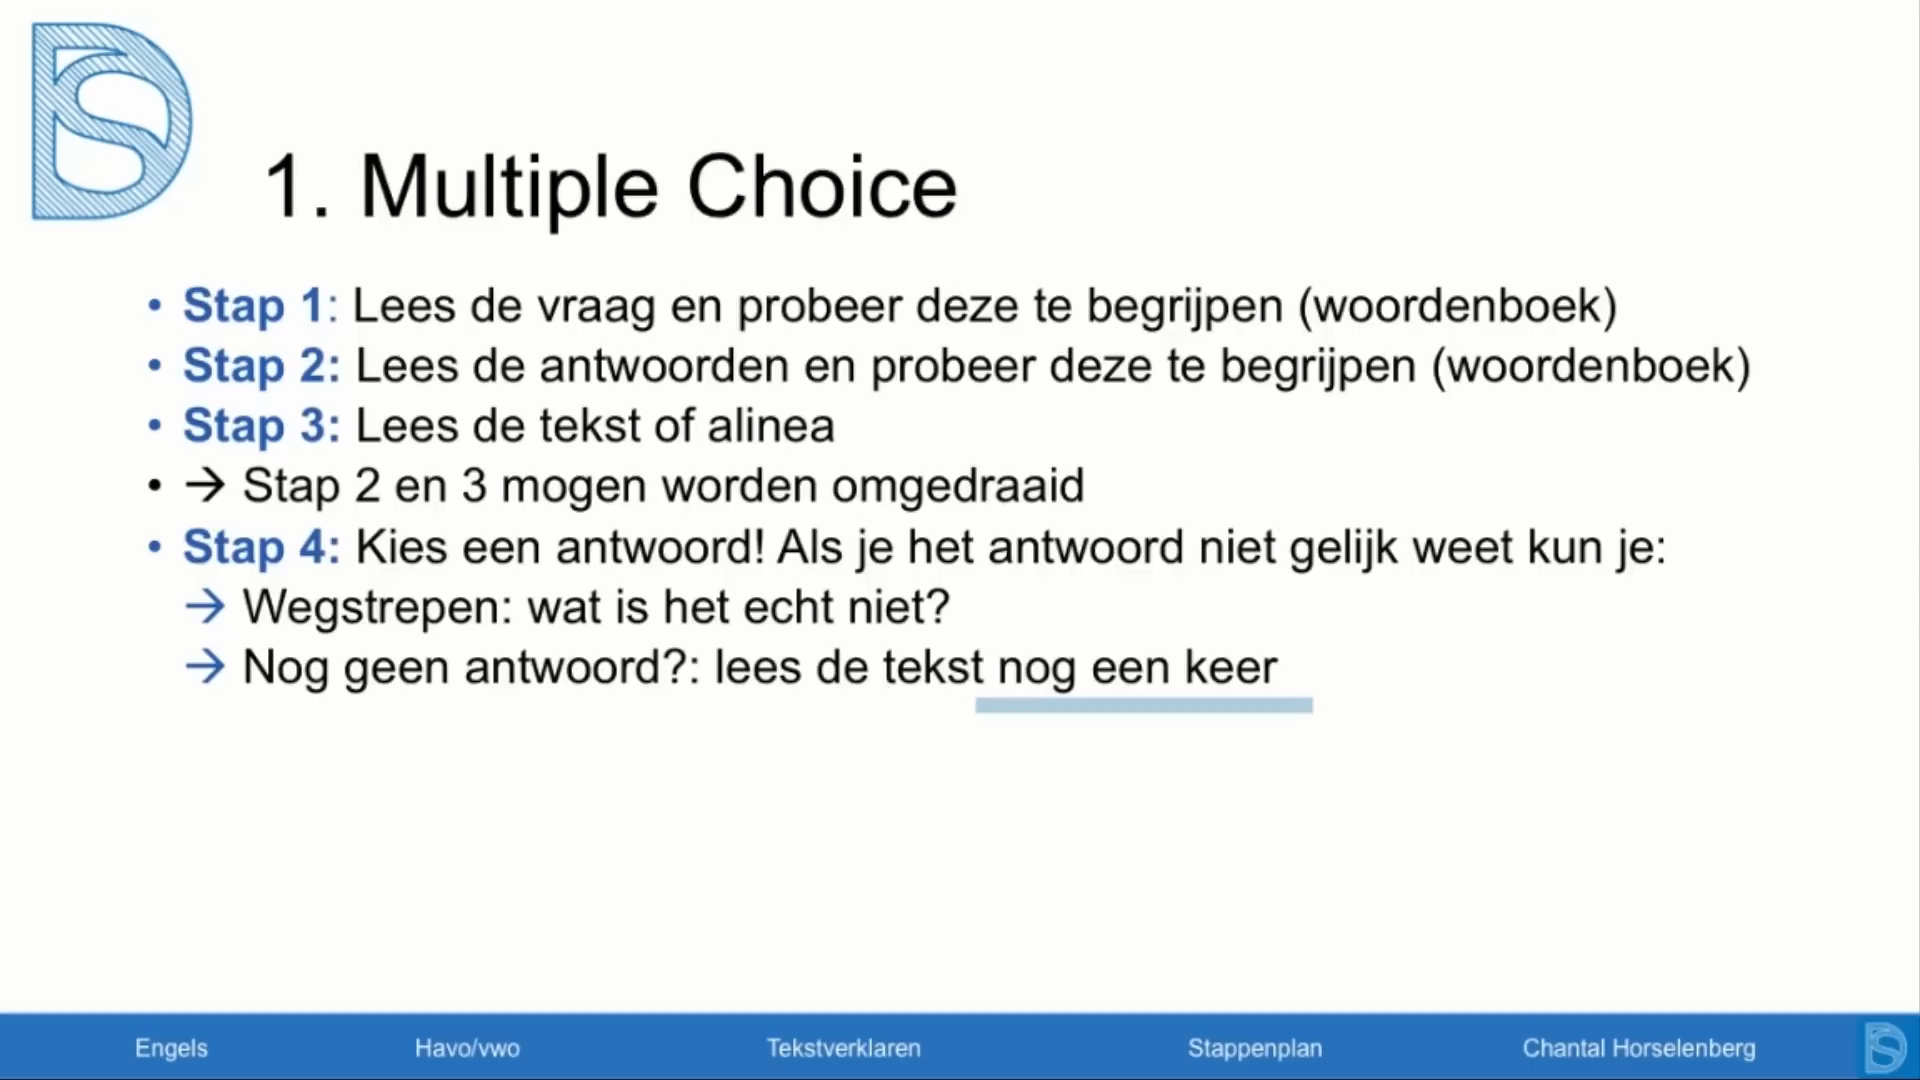 1. Multiple Choice
• Stap 1: Lees de vraag en probeer deze te begrijpen (woordenboek)
• Stap 2: Lees de antwoorden en probeer deze te begrijpen (woordenboek)
• Stap 3: Lees de tekst of alinea
• → Stap 2 en 3 mogen worden omgedraaid
• Stap 4: Kies een antwoord! Als je het antwoord niet gelijk weet kun je:
→ Wegstrepen: wat is het echt niet?
→ Nog geen antwoord?: lees de tekst nog een keer
Engels Havo/vwo Tekstverklaren Stappenplan Chantal Horselenberg